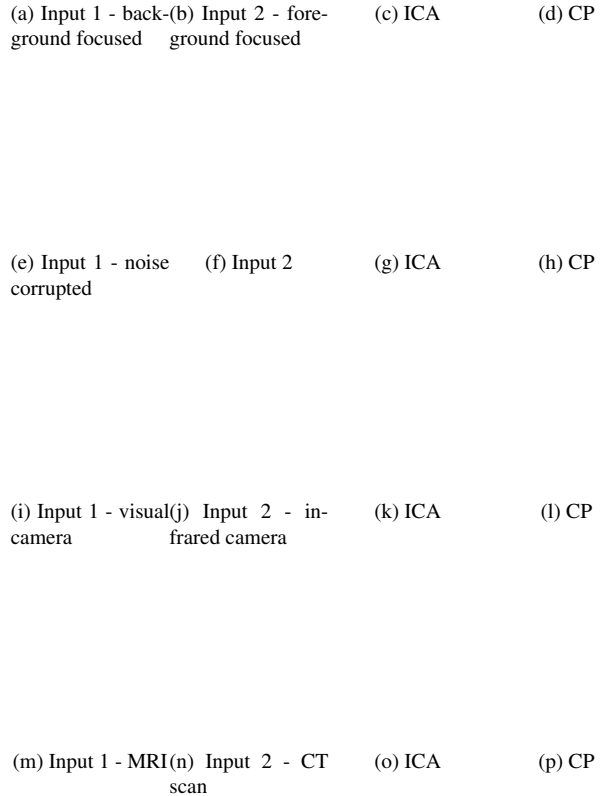 (a) Input 1 - back-
ground focused
(b) Input 2 - fore-
ground focused
(c) ICA
(d) CP
(e) Input 1 - noise
corrupted
(f) Input 2
(g) ICA
(h) CP
(i) Input 1 - visual
camera
(j) Input 2 - in-
frared camera
(k) ICA
(l) CP
(m) Input 1 - MRI
(n) Input 2 - CT
scan
(o) ICA
(p) CP